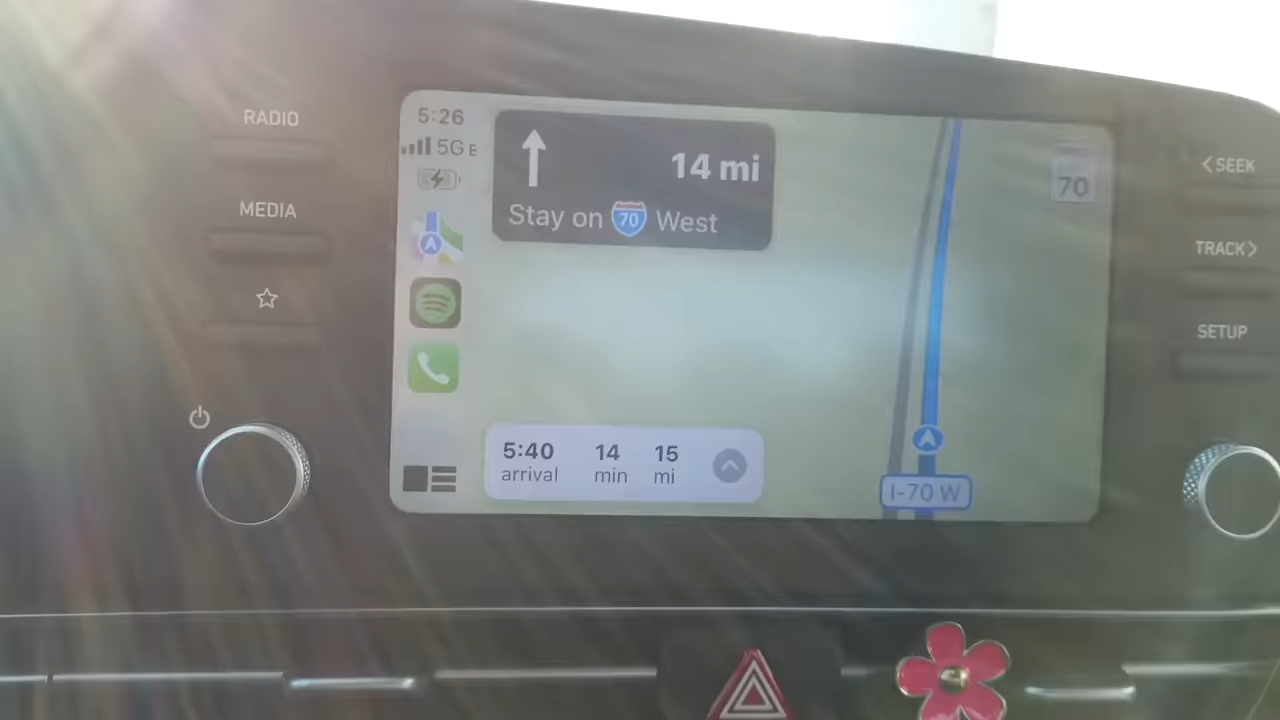 RADIO
MEDIA
5:26
5G E
14 mi
Stay on 70 West
70
5:40 14 15
arrival min mi
I-70 W
< SEEK
TRACK >
SETUP